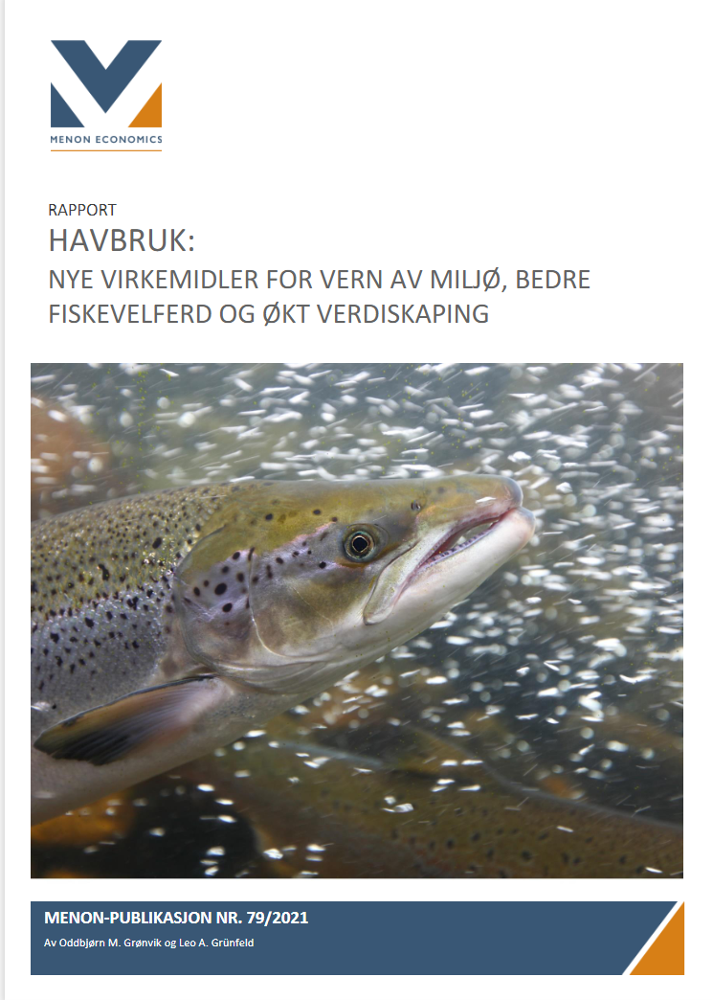 MENON ECONOMICS
RAPPORT
HAVBRUK:
NYE VIRKEMIDLER FOR VERN AV MILJØ, BEDRE
FISKEVELFERD OG ØKT VERDISKAPING
MENON-PUBLIKASJON NR. 79/2021
Av Oddbjørn M. Grønvik og Leo A. Grünfeld